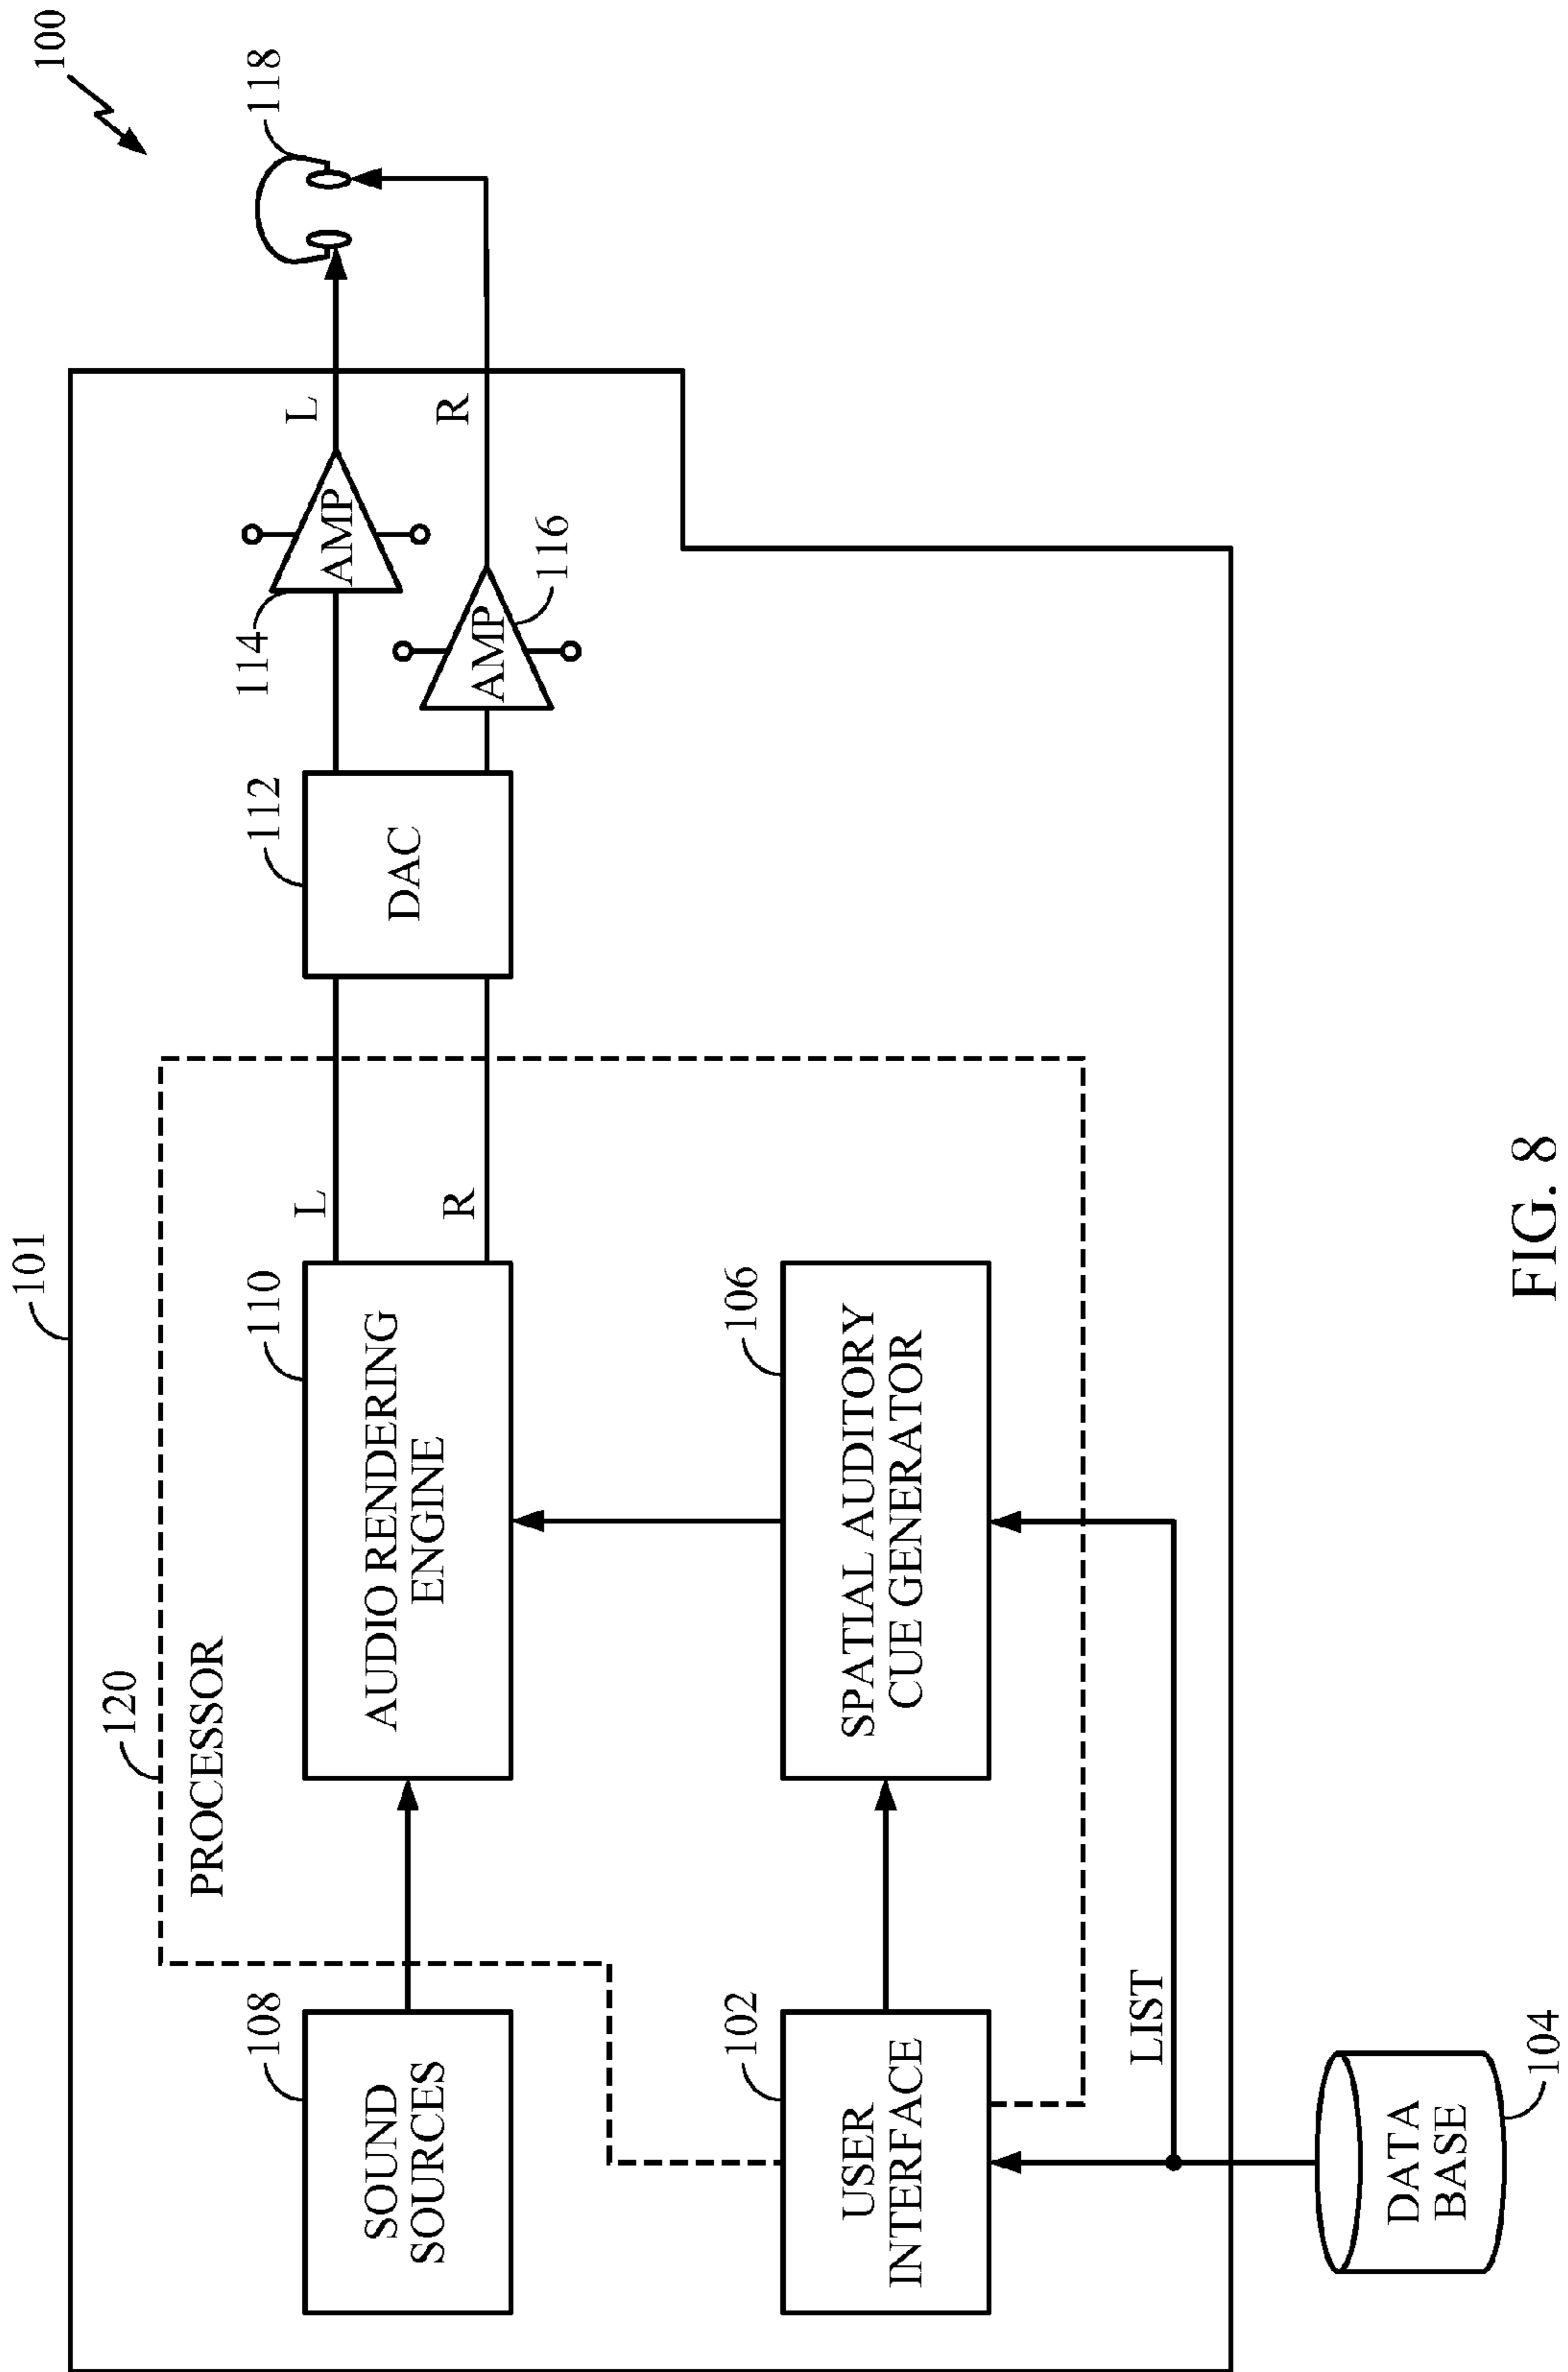 100
101
118
L
R
AMP
114
AMP
116
112
DAC
L
R
120
PROCESSOR
110
AUDIO RENDERING
ENGINE
106
SPATIAL AUDITORY
CUE GENERATOR
108
SOUND
SOURCES
102
USER
INTERFACE
LIST
DATA
BASE
104
FIG. 8